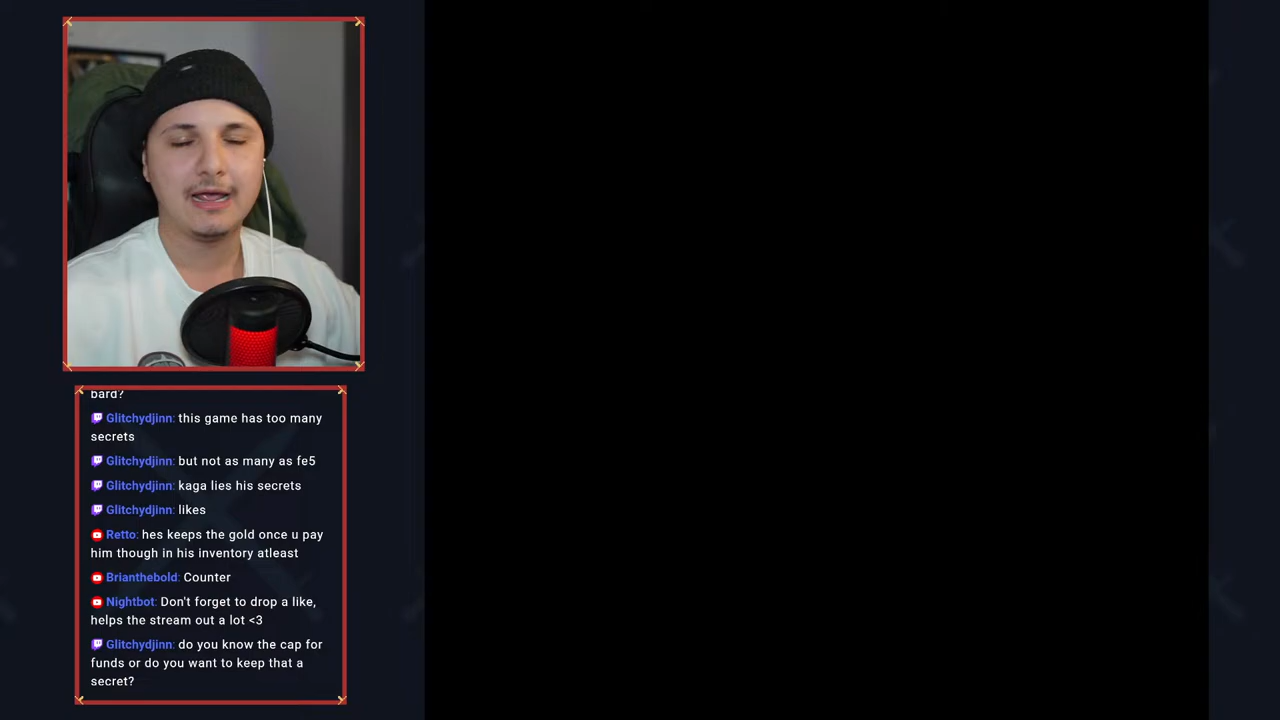 bard?
Glitchydjinn: this game has too many
secrets
Glitchydjinn: but not as many as fe5
Glitchydjinn: kaga lies his secrets
Glitchydjinn: likes
Retto: hes keeps the gold once u pay
him though in his inventory atleast
Brianthebold: Counter
Nightbot: Don't forget to drop a like,
helps the stream out a lot <3
Glitchydjinn: do you know the cap for
funds or do you want to keep that a
secret?